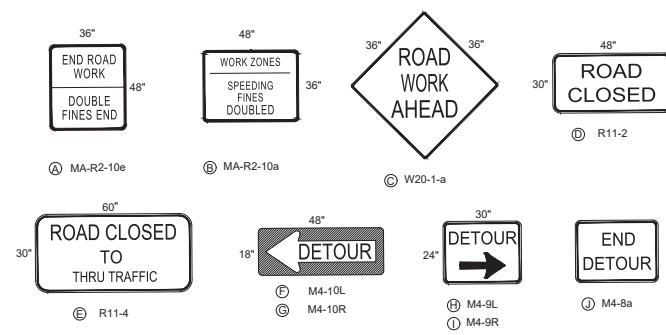 36"
END ROAD
WORK
DOUBLE
FINES END
48"
Ⓐ MA-R2-10e
48"
WORK ZONES
SPEEDING
FINES
DOUBLED
36"
Ⓑ MA-R2-10a
36"
36"
ROAD
WORK
AHEAD
Ⓒ W20-1-a
48"
30"
ROAD
CLOSED
Ⓓ R11-2
60"
30"
ROAD CLOSED
TO
THRU TRAFFIC
Ⓔ R11-4
48"
18"
DETOUR
Ⓕ M4-10L
Ⓖ M4-10R
30"
24"
DETOUR
Ⓗ M4-9L
Ⓘ M4-9R
END
DETOUR
Ⓙ M4-8a